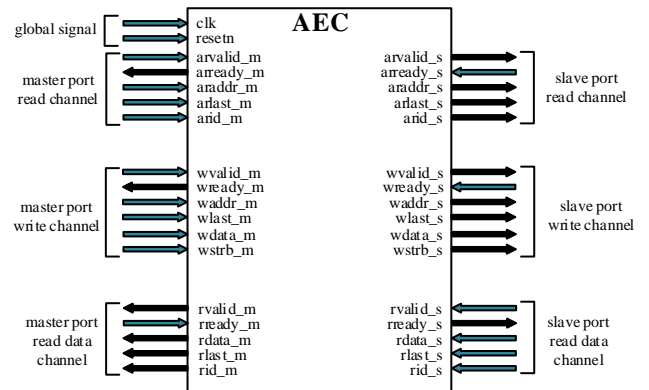 AEC
global signal
clk
resetn
master port
read channel
arvalid_m
arready_m
araddr_m
arlast_m
arid_m
arvalid_s
arready_s
araddr_s
arlast_s
arid_s
slave port
read channel
master port
write channel
wvalid_m
wready_m
waddr_m
wlast_m
wdata_m
wstrb_m
wvalid_s
wready_s
waddr_s
wlast_s
wdata_s
wstrb_s
slave port
write channel
master port
read data
channel
rvalid_m
rready_m
rdata_m
rlast_m
rid_m
rvalid_s
rready_s
rdata_s
rlast_s
rid_s
slave port
read data
channel